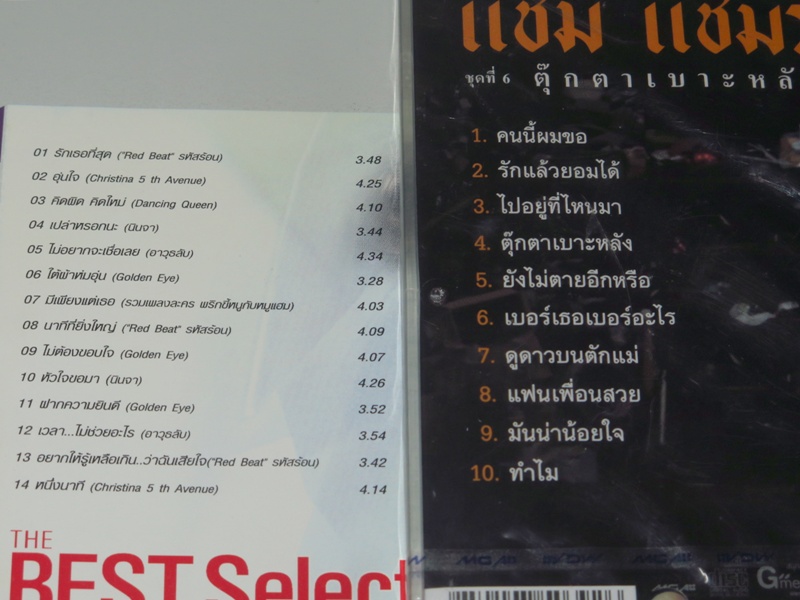 01 รักเธอที่สุด ("Red Beat" รหัสร้อน) 3.48
02 อุ่นใจ (Christina 5 th Avenue) 4.25
03 คิดผิด คิดใหม่ (Dancing Queen) 4.10
04 เปล่าหรอกนะ (นินจา) 3.44
05 ไม่อยากจะเชื่อเลย (อาวุธลับ) 4.34
06 ใต้ผ้าห่มอุ่น (Golden Eye) 3.28
07 มีเพียงแต่เธอ (รวมเพลงละคร พริกขี้หนูกับหมูแฮม) 4.03
08 นาทีที่ยิ่งใหญ่ ("Red Beat" รหัสร้อน) 4.09
09 ไม่ต้องขอบใจ (Golden Eye) 4.07
10 หัวใจขอมา (นินจา) 4.26
11 ฝากความยินดี (Golden Eye) 3.52
12 เวลา...ไม่ช่วยอะไร (อาวุธลับ) 3.54
13 อยากให้รู้เหลือเกิน..ว่าฉันเสียใจ("Red Beat" รหัสร้อน) 3.42
14 หนึ่งนาที (Christina 5 th Avenue) 4.14
THE
BEST Select
แช่ม แช่มร
ชุดที่ 6 ตุ๊กตาเบาะหลั
1. คนนี้ผมขอ
2. รักแล้วยอมได้
3. ไปอยู่ที่ไหนมา
4. ตุ๊กตาเบาะหลัง
5. ยังไม่ตายอีกหรือ
6. เบอร์เธอเบอร์อะไร
7. ดูดาวบนตักแม่
8. แฟนเพื่อนสวย
9. มันน่าน้อยใจ
10. ทำไม